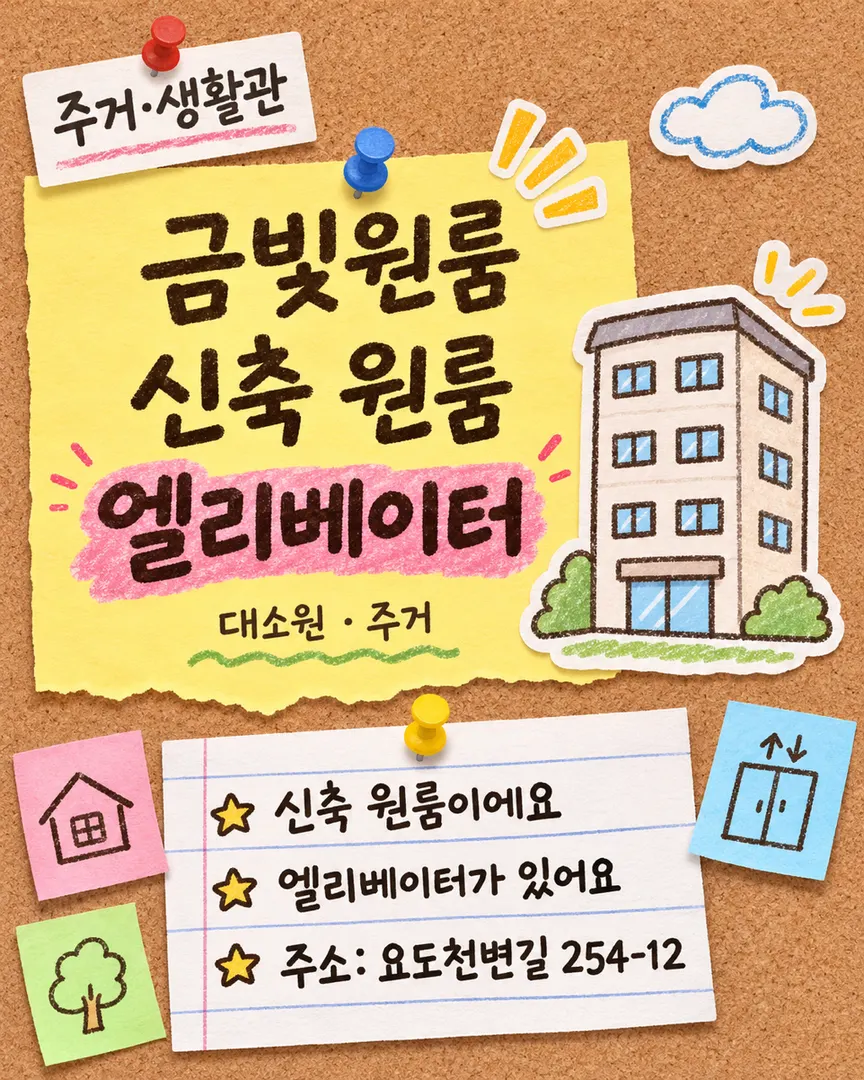 주거·생활관
금빛원룸
신축 원룸
엘리베이터
대소원 · 주거
신축 원룸이에요
엘리베이터가 있어요
주소: 요도천변길 254-12